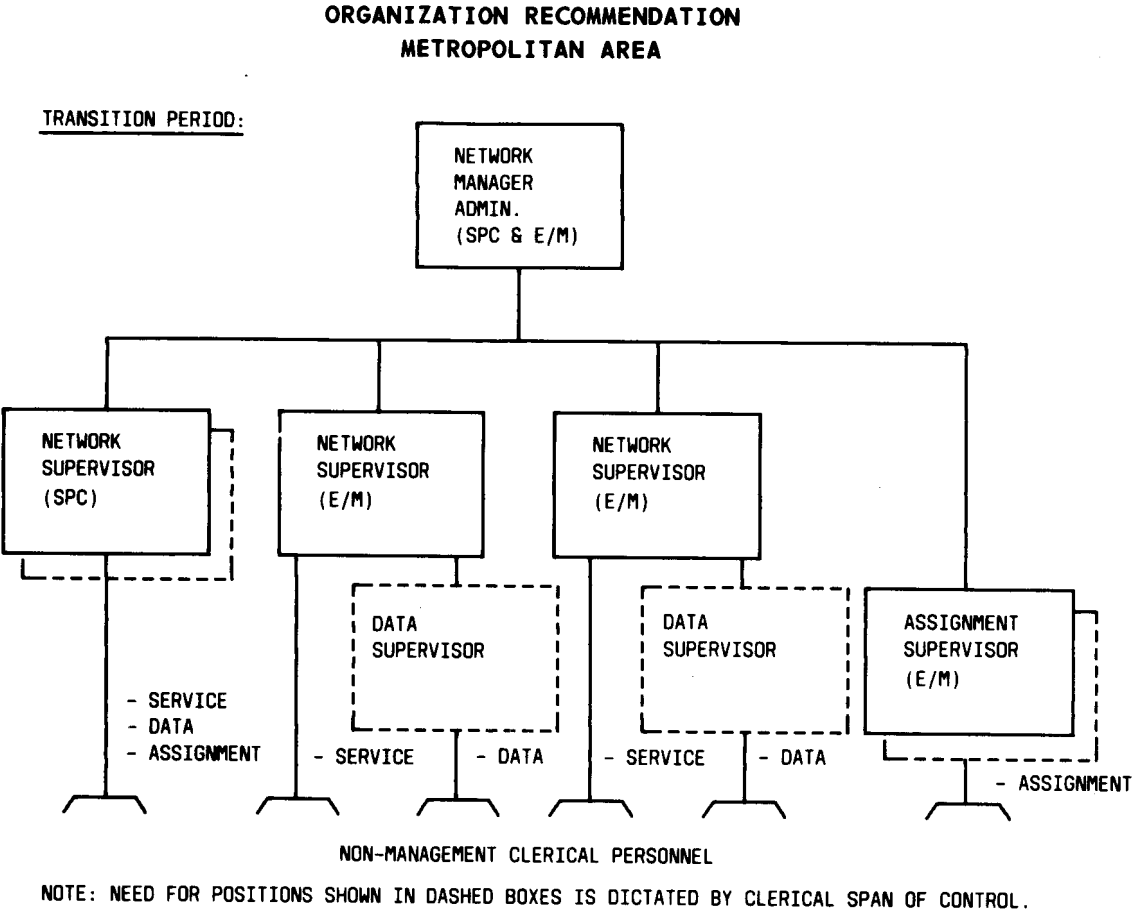 ORGANIZATION RECOMMENDATION
METROPOLITAN AREA
TRANSITION PERIOD:
NETWORK
MANAGER
ADMIN.
(SPC & E/M)
NETWORK
SUPERVISOR
(SPC)
NETWORK
SUPERVISOR
(E/M)
NETWORK
SUPERVISOR
(E/M)
DATA
SUPERVISOR
DATA
SUPERVISOR
ASSIGNMENT
SUPERVISOR
(E/M)
- SERVICE
- DATA
- ASSIGNMENT
- SERVICE
- DATA
- SERVICE
- DATA
- ASSIGNMENT
NON-MANAGEMENT CLERICAL PERSONNEL
NOTE: NEED FOR POSITIONS SHOWN IN DASHED BOXES IS DICTATED BY CLERICAL SPAN OF CONTROL.